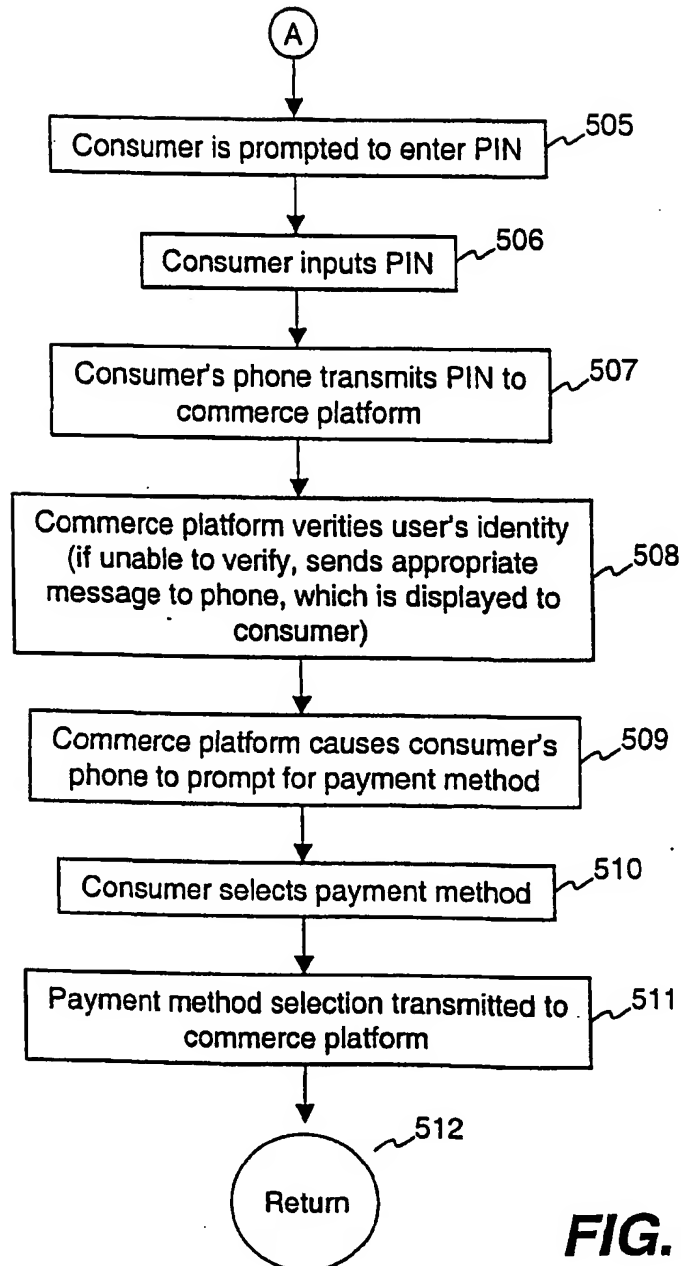 A
Consumer is prompted to enter PIN
505
Consumer inputs PIN
506
Consumer's phone transmits PIN to
commerce platform
507
Commerce platform verities user's identity
(if unable to verify, sends appropriate
message to phone, which is displayed to
consumer)
508
Commerce platform causes consumer's
phone to prompt for payment method
509
Consumer selects payment method
510
Payment method selection transmitted to
commerce platform
511
Return
512
FIG.